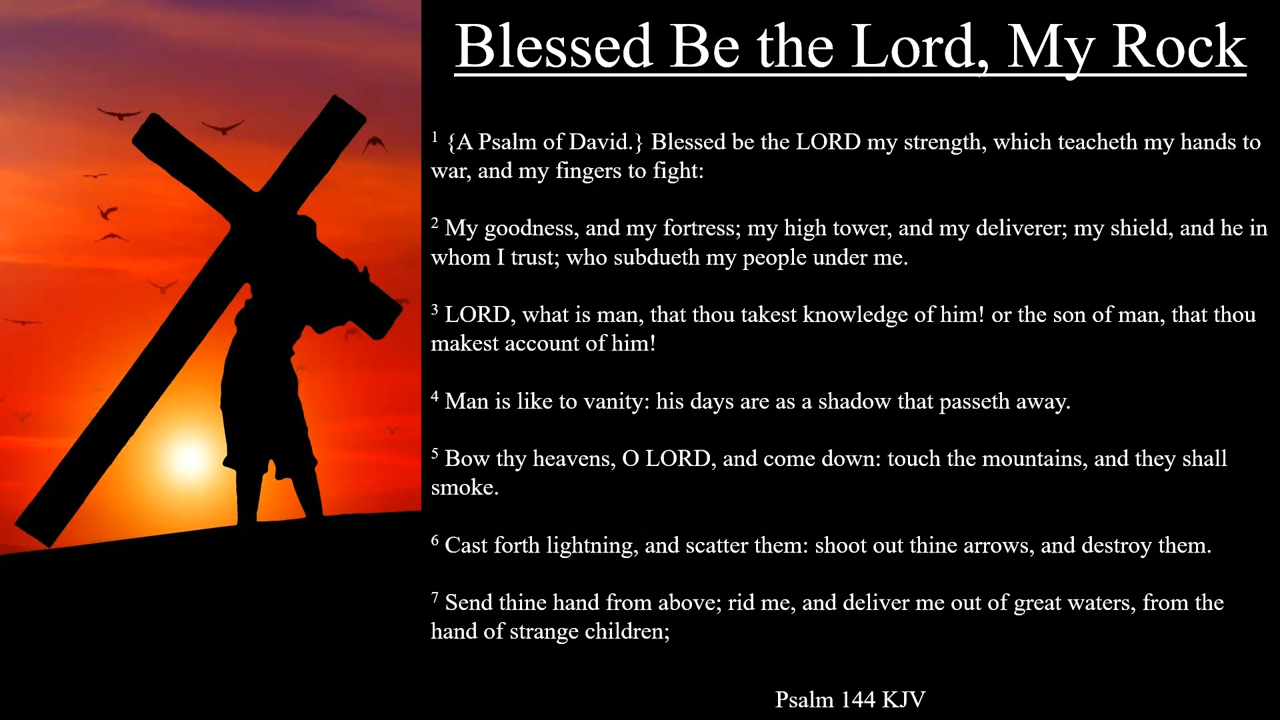 Blessed Be the Lord, My Rock
1 {A Psalm of David.} Blessed be the LORD my strength, which teacheth my hands to
war, and my fingers to fight:
2 My goodness, and my fortress; my high tower, and my deliverer; my shield, and he in
whom I trust; who subdueth my people under me.
3 LORD, what is man, that thou takest knowledge of him! or the son of man, that thou
makest account of him!
4 Man is like to vanity: his days are as a shadow that passeth away.
5 Bow thy heavens, O LORD, and come down: touch the mountains, and they shall
smoke.
6 Cast forth lightning, and scatter them: shoot out thine arrows, and destroy them.
7 Send thine hand from above; rid me, and deliver me out of great waters, from the
hand of strange children;
Psalm 144 KJV